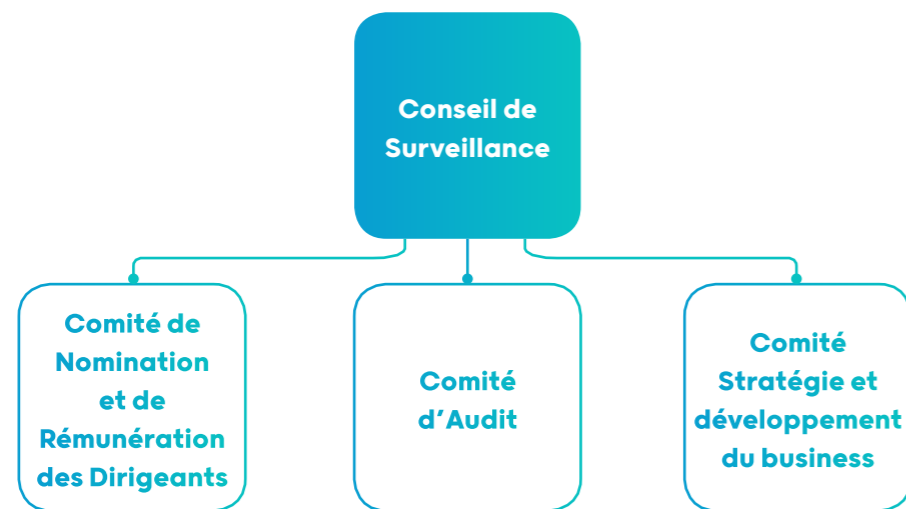 Conseil de
Surveillance
Comité de
Nomination
et de
Rémunération
des Dirigeants
Comité
d’Audit
Comité
Stratégie et
développement
du business